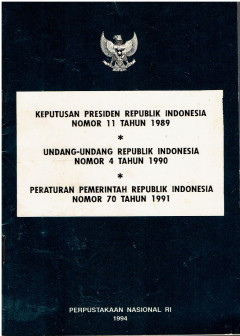 KEPUTUSAN PRESIDEN REPUBLIK INDONESIA
NOMOR 11 TAHUN 1989
*
UNDANG-UNDANG REPUBLIK INDONESIA
NOMOR 4 TAHUN 1990
*
PERATURAN PEMERINTAH REPUBLIK INDONESIA
NOMOR 70 TAHUN 1991
PERPUSTAKAAN NASIONAL RI
1994